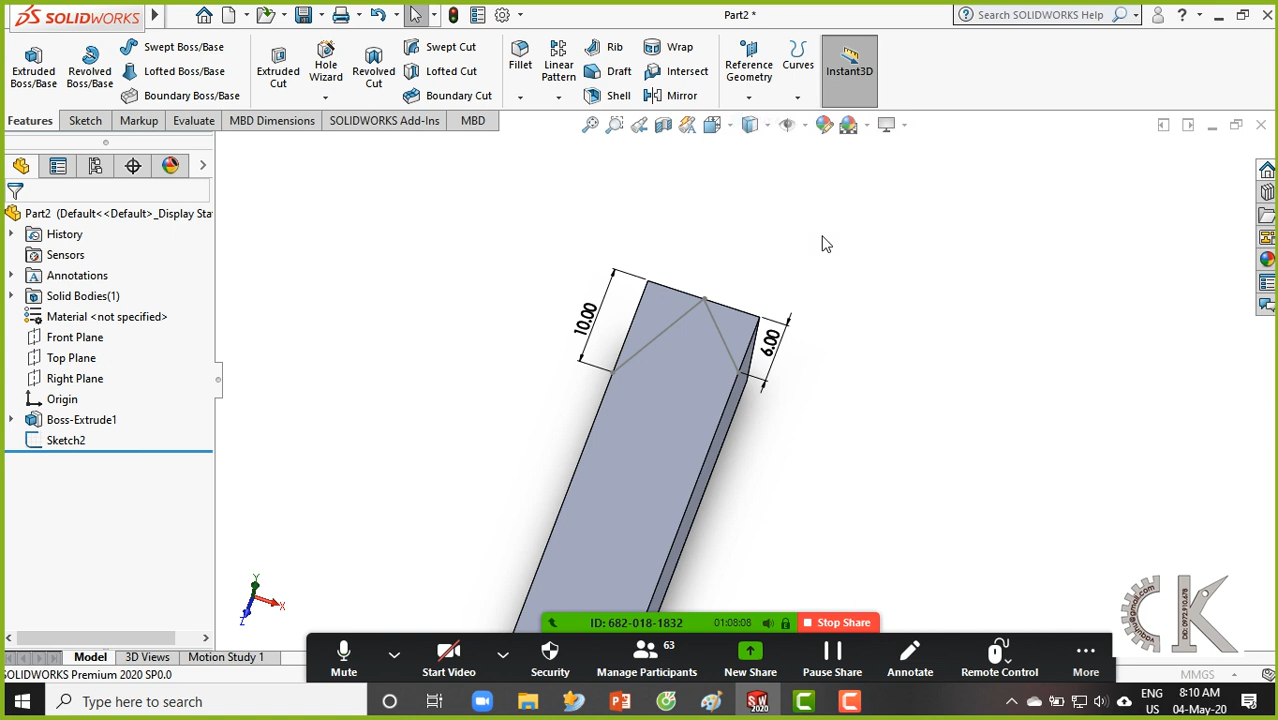 SOLIDWORKS
Part2 *
Search SOLIDWORKS Help
Extruded Boss/Base
Revolved Boss/Base
Swept Boss/Base
Lofted Boss/Base
Boundary Boss/Base
Extruded Cut
Hole Wizard
Revolved Cut
Swept Cut
Lofted Cut
Boundary Cut
Fillet
Linear Pattern
Rib
Draft
Shell
Wrap
Intersect
Mirror
Reference Geometry
Curves
Instant3D
Features
Sketch
Markup
Evaluate
MBD Dimensions
SOLIDWORKS Add-Ins
MBD
Part2 (Default<<Default>_Display Sta
History
Sensors
Annotations
Solid Bodies(1)
Material <not specified>
Front Plane
Top Plane
Right Plane
Origin
Boss-Extrude1
Sketch2
10.00
6.00
Y
X
Z
ID: 682-018-1832
01:08:08
Stop Share
Mute
Start Video
Security
63
Manage Participants
New Share
Pause Share
Annotate
Remote Control
More
Model
3D Views
Motion Study 1
SOLIDWORKS Premium 2020 SP0.0
MMGS
DĐ: 0972.910.678
Type here to search
SW
2020
ENG
US
8:10 AM
04-May-20